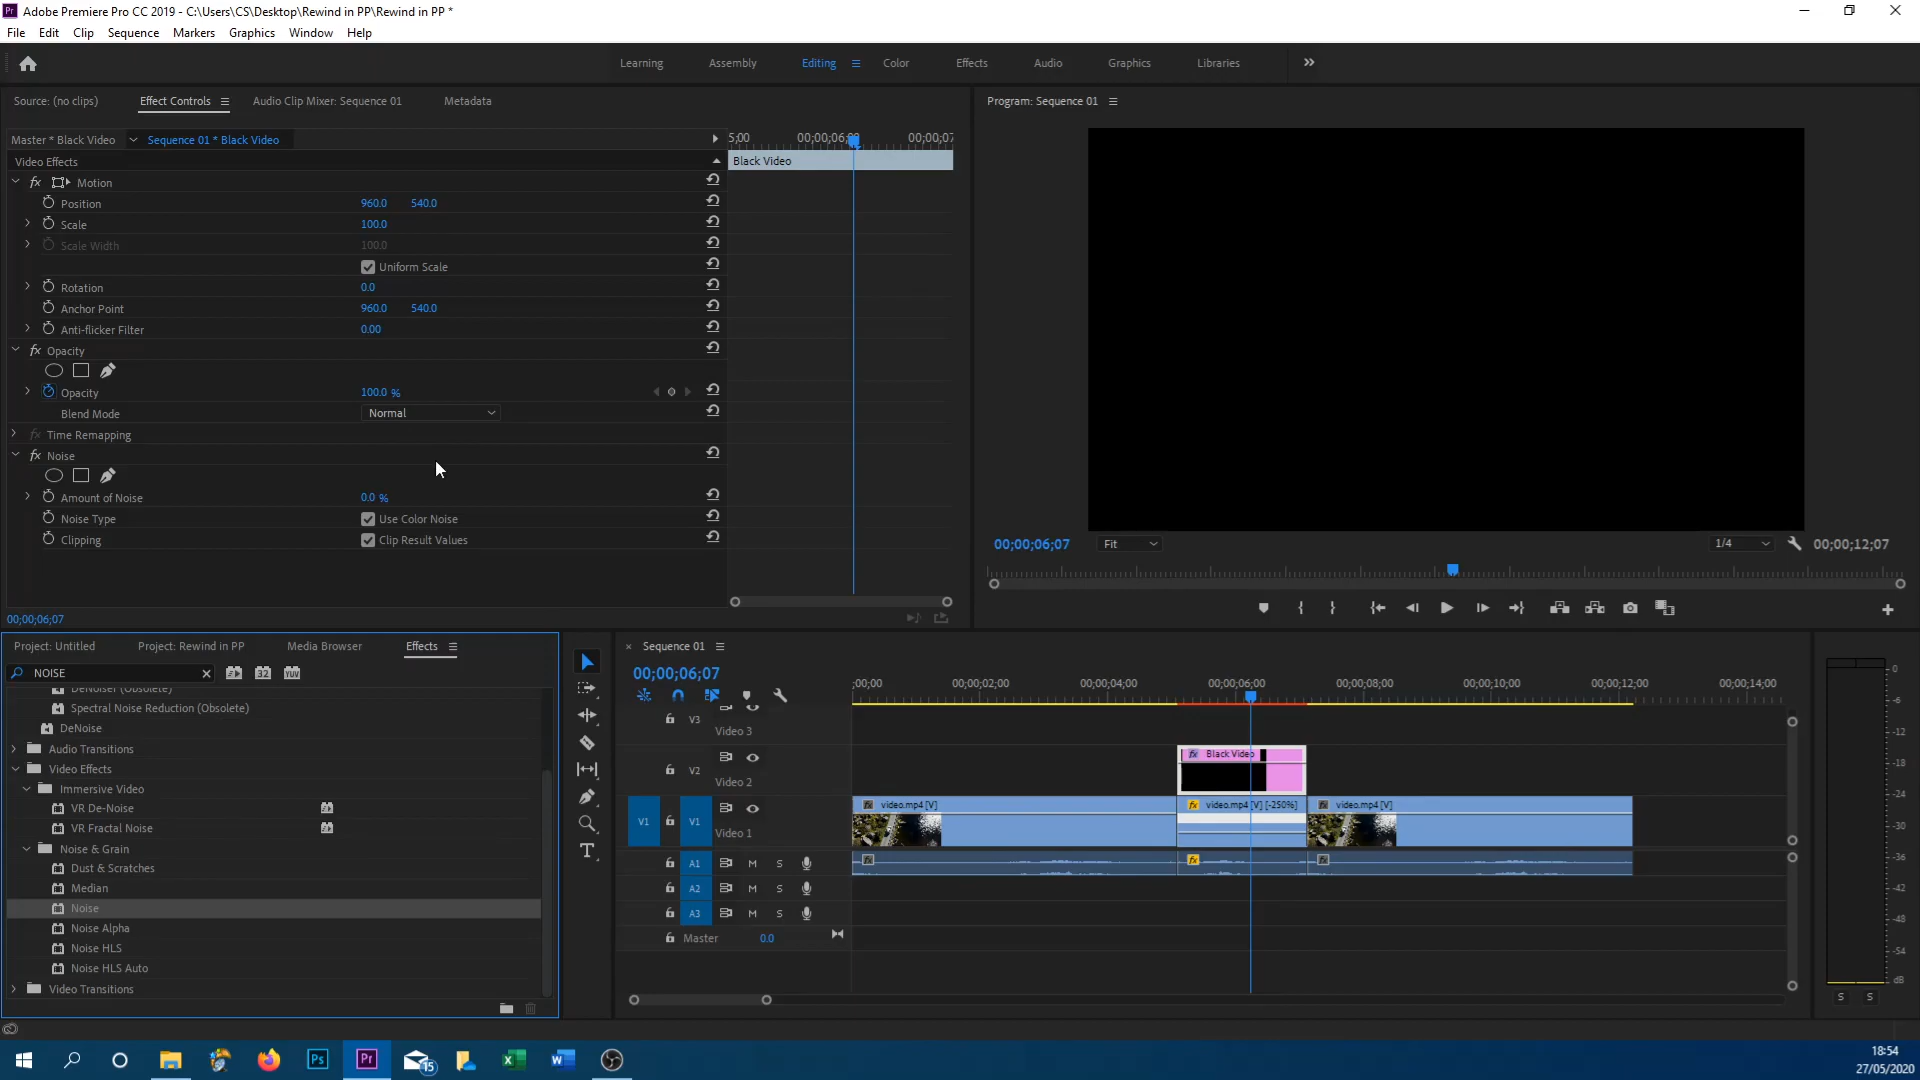 Adobe Premiere Pro CC 2019 - C:\Users\CS\Desktop\Rewind in PP\Rewind in PP *
File Edit Clip Sequence Markers Graphics Window Help
Learning Assembly Editing Color Effects Audio Graphics Libraries
Source: (no clips) Effect Controls Audio Clip Mixer: Sequence 01 Metadata
Program: Sequence 01
Master * Black Video Sequence 01 * Black Video
5;00 00;00;06;00 00;00;07
Video Effects
Black Video
fx Motion
Position 960.0 540.0
Scale 100.0
Scale Width 100.0
Uniform Scale
Rotation 0.0
Anchor Point 960.0 540.0
Anti-flicker Filter 0.00
fx Opacity
Opacity 100.0 %
Blend Mode Normal
fx Time Remapping
fx Noise
Amount of Noise 0.0 %
Noise Type Use Color Noise
Clipping Clip Result Values
00;00;06;07
00;00;06;07 Fit 1/4 00;00;12;07
Project: Untitled Project: Rewind in PP Media Browser Effects
NOISE
32 YUV
DeNoiser (Obsolete)
Spectral Noise Reduction (Obsolete)
DeNoise
Audio Transitions
Video Effects
Immersive Video
VR De-Noise
VR Fractal Noise
Noise & Grain
Dust & Scratches
Median
Noise
Noise Alpha
Noise HLS
Noise HLS Auto
Video Transitions
Sequence 01
00;00;06;07
;00;00 00;00;02;00 00;00;04;00 00;00;06;00 00;00;08;00 00;00;10;00 00;00;12;00 00;00;14;00
V3
Video 3
V2
Video 2
fx Black Video
V1 V1
Video 1
fx video.mp4 [V] fx video.mp4 [V] [-250%] fx video.mp4 [V]
A1 M S
A2 M S
A3 M S
Master 0.0
0
-6
-12
-18
-24
-30
-36
-42
-48
-54
dB
S S
T
Ps Pr 15
18:54
27/05/2020